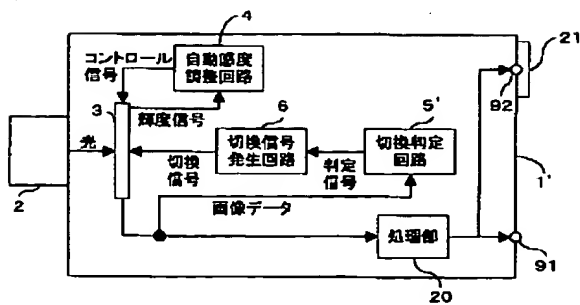 4
21
コントロール
信号
自動感度
調整回路
3
輝度信号
6
5'
92
光
切換信号
発生回路
切換判定
回路
切換
信号
判定
信号
1'
2
画像データ
処理部
91
20